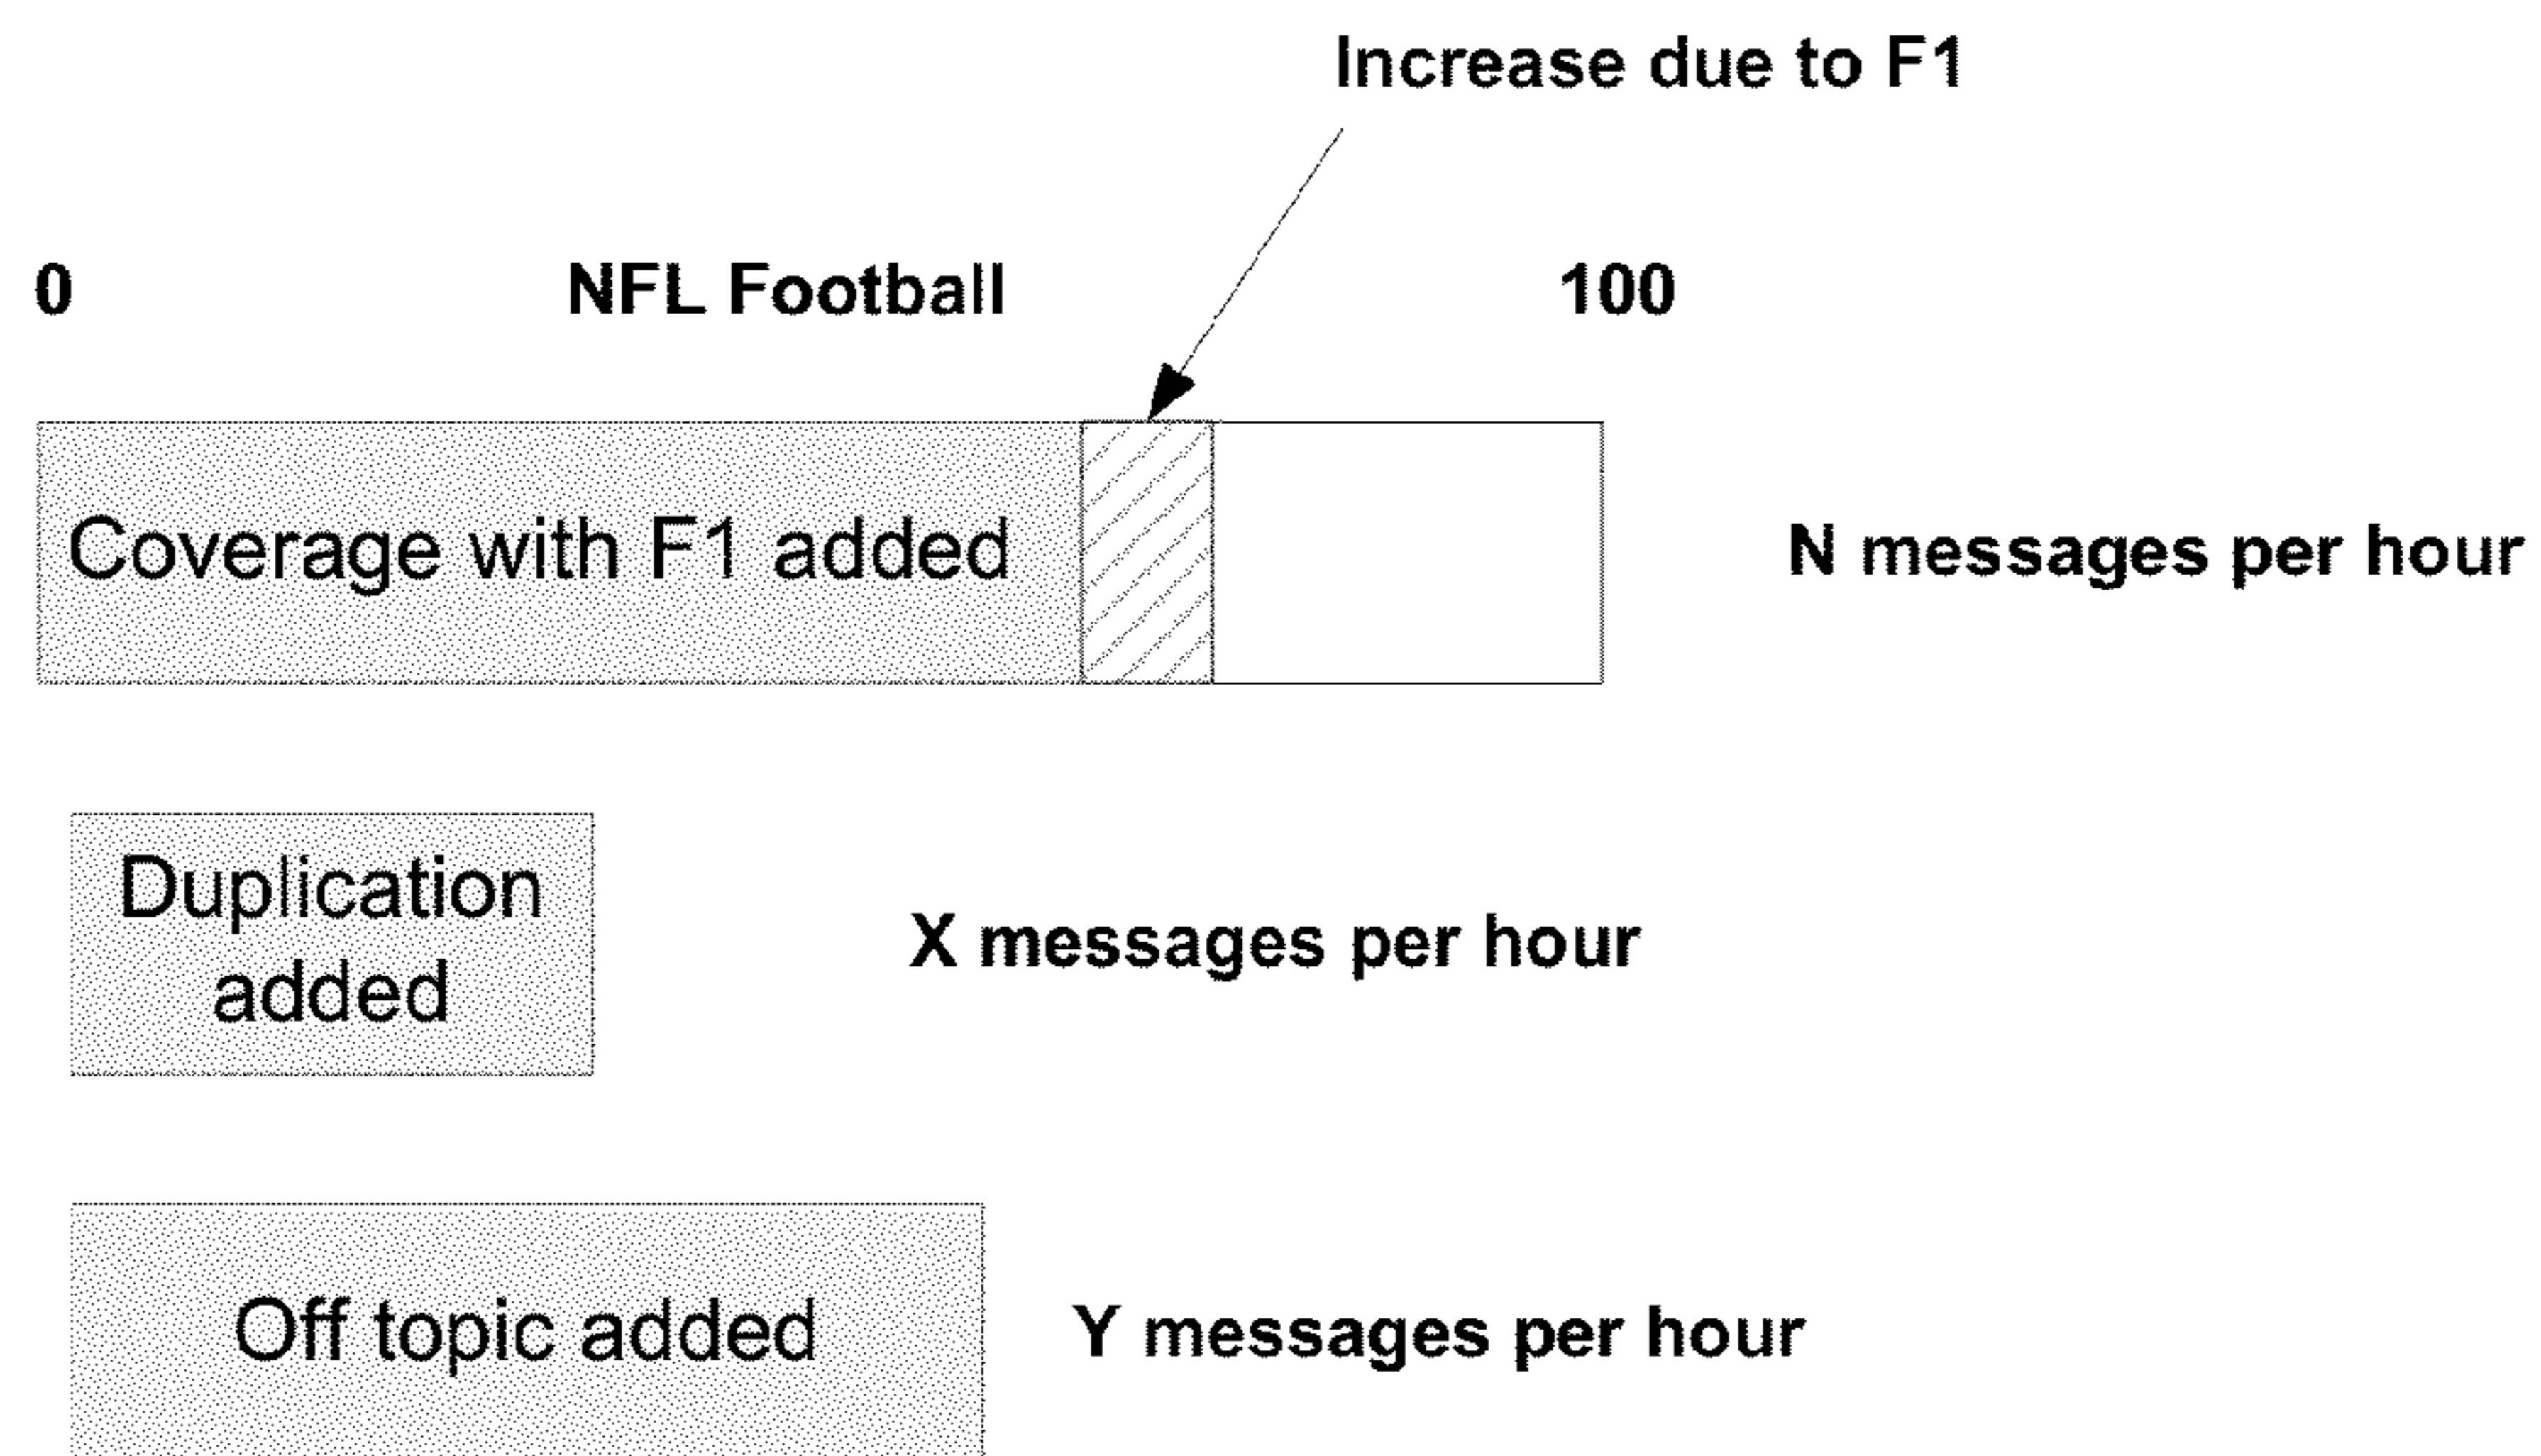 Increase due to F1
0
NFL Football
100
Coverage with F1 added
N messages per hour
Duplication
added
X messages per hour
Off topic added
Y messages per hour